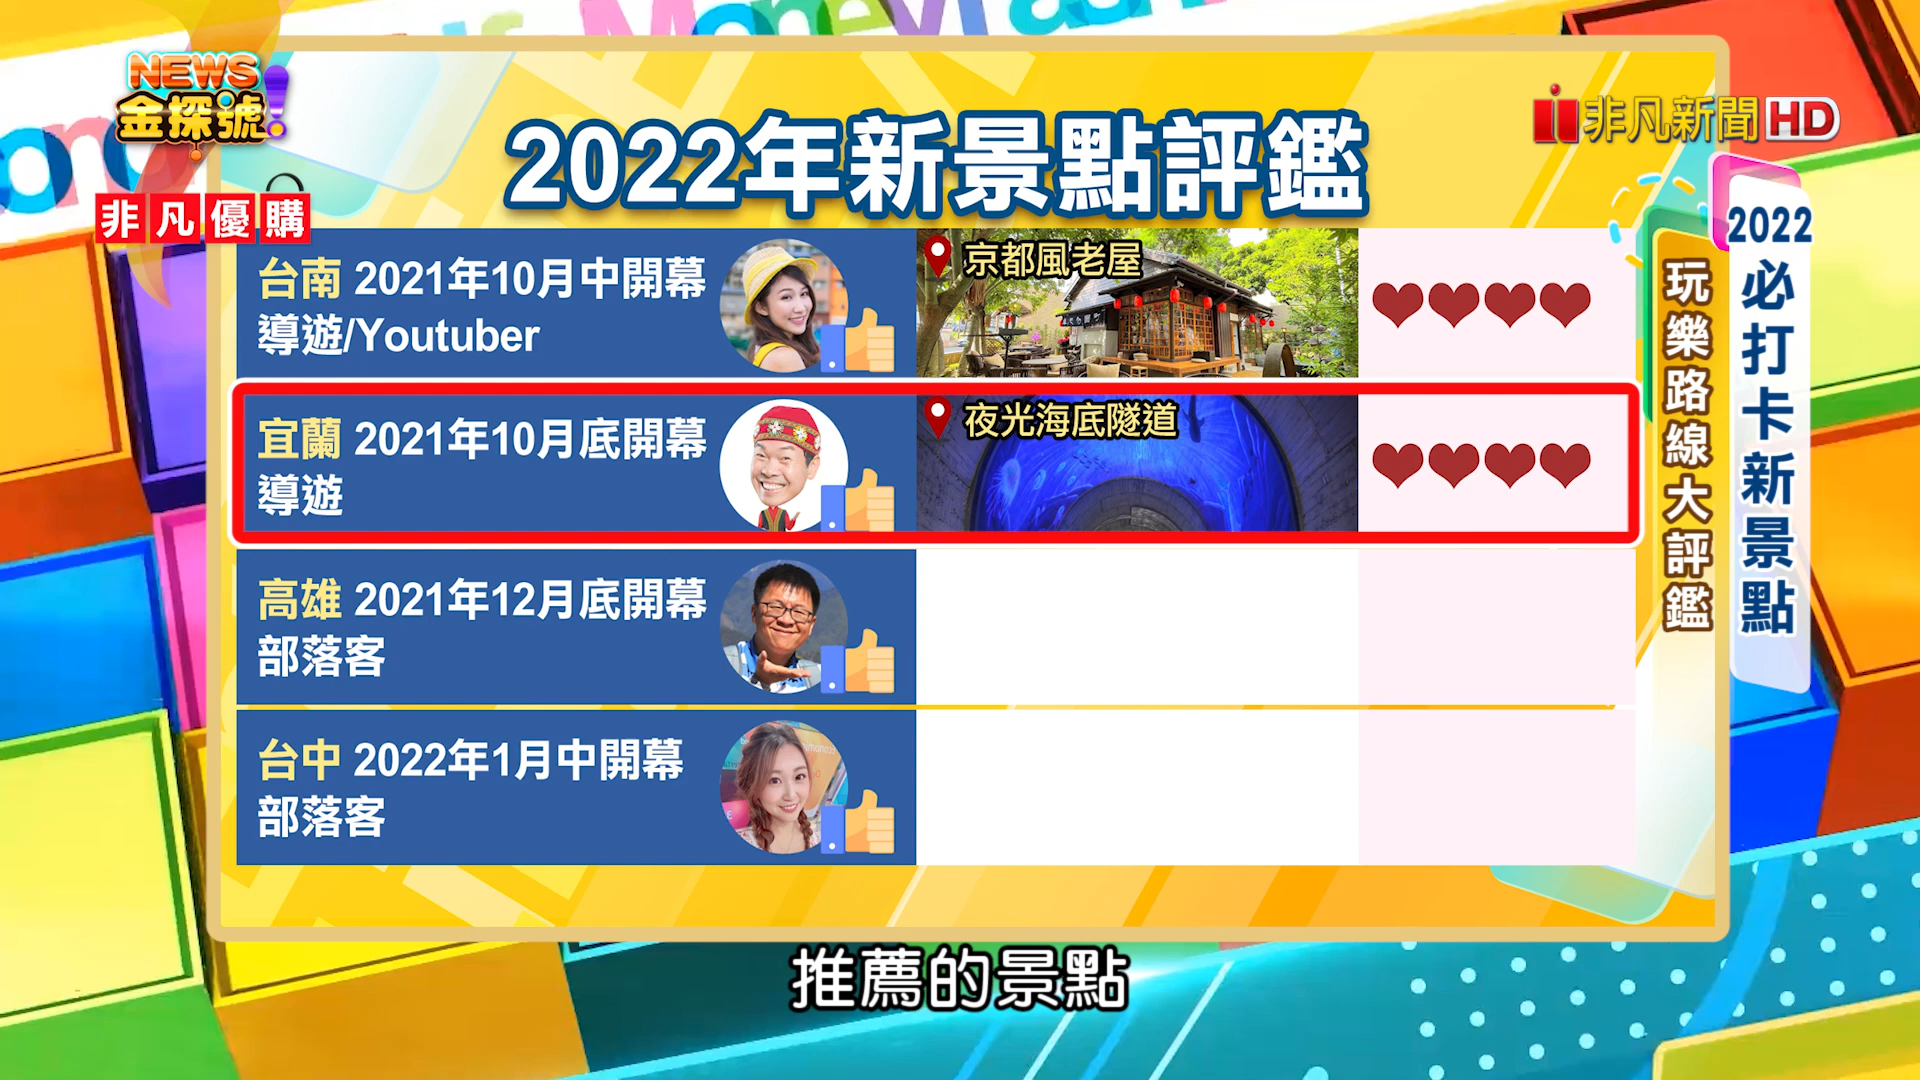 NEWS
金探號!
非凡新聞HD
非凡優購
2022年新景點評鑑
台南 2021年10月中開幕
導遊/Youtuber
京都風老屋
宜蘭 2021年10月底開幕
導遊
夜光海底隧道
高雄 2021年12月底開幕
部落客
台中 2022年1月中開幕
部落客
2022
必打卡新景點
玩樂路線大評鑑
推薦的景點